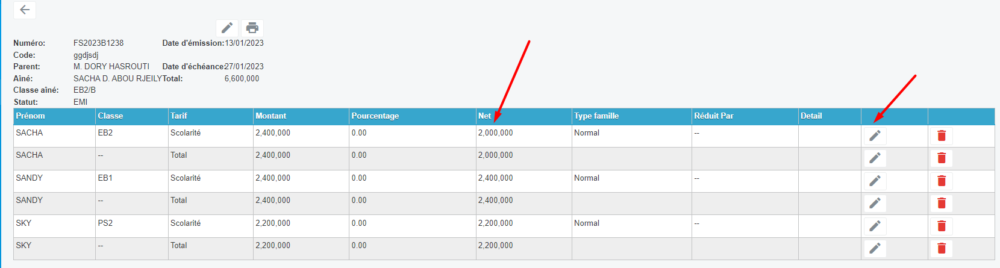 Numéro: FS2023B1238 Date d'émission: 13/01/2023
Code: ggdjsdj
Parent: M. DORY HASROUTI Date d'échéance: 27/01/2023
Aîné: SACHA D. ABOU RJEILY Total: 6,600,000
Classe aîné: EB2/B
Statut: EMI
Prénom Classe Tarif Montant Pourcentage Net Type famille Réduit Par Detail
SACHA EB2 Scolarité 2,400,000 0.00 2,000,000 Normal --
SACHA -- Total 2,400,000 0.00 2,000,000
SANDY EB1 Scolarité 2,400,000 0.00 2,400,000 Normal --
SANDY -- Total 2,400,000 0.00 2,400,000
SKY PS2 Scolarité 2,200,000 0.00 2,200,000 Normal --
SKY -- Total 2,200,000 0.00 2,200,000